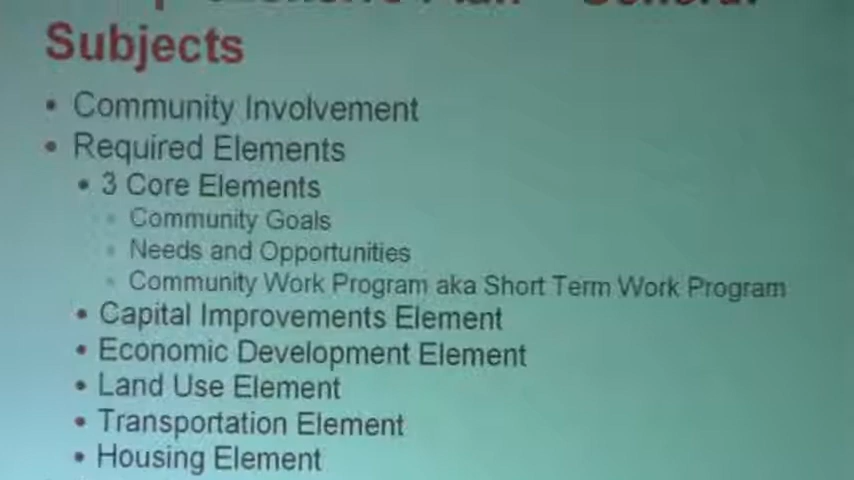 Subjects
• Community Involvement
• Required Elements
• 3 Core Elements
• Community Goals
• Needs and Opportunities
• Community Work Program aka Short Term Work Program
• Capital Improvements Element
• Economic Development Element
• Land Use Element
• Transportation Element
• Housing Element